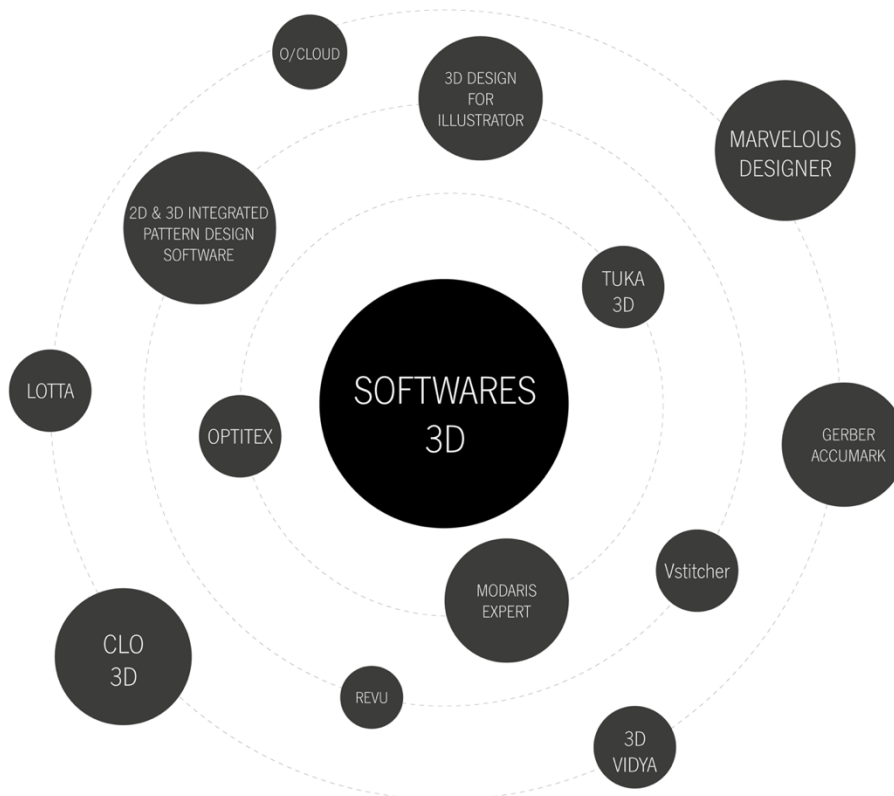 O/CLOUD
3D DESIGN
FOR
ILLUSTRATOR
MARVELOUS
DESIGNER
2D & 3D INTEGRATED
PATTERN DESIGN
SOFTWARE
TUKA
3D
LOTTA
OPTITEX
SOFTWARES
3D
GERBER
ACCUMARK
Vstitcher
MODARIS
EXPERT
CLO
3D
REVU
3D
VIDYA